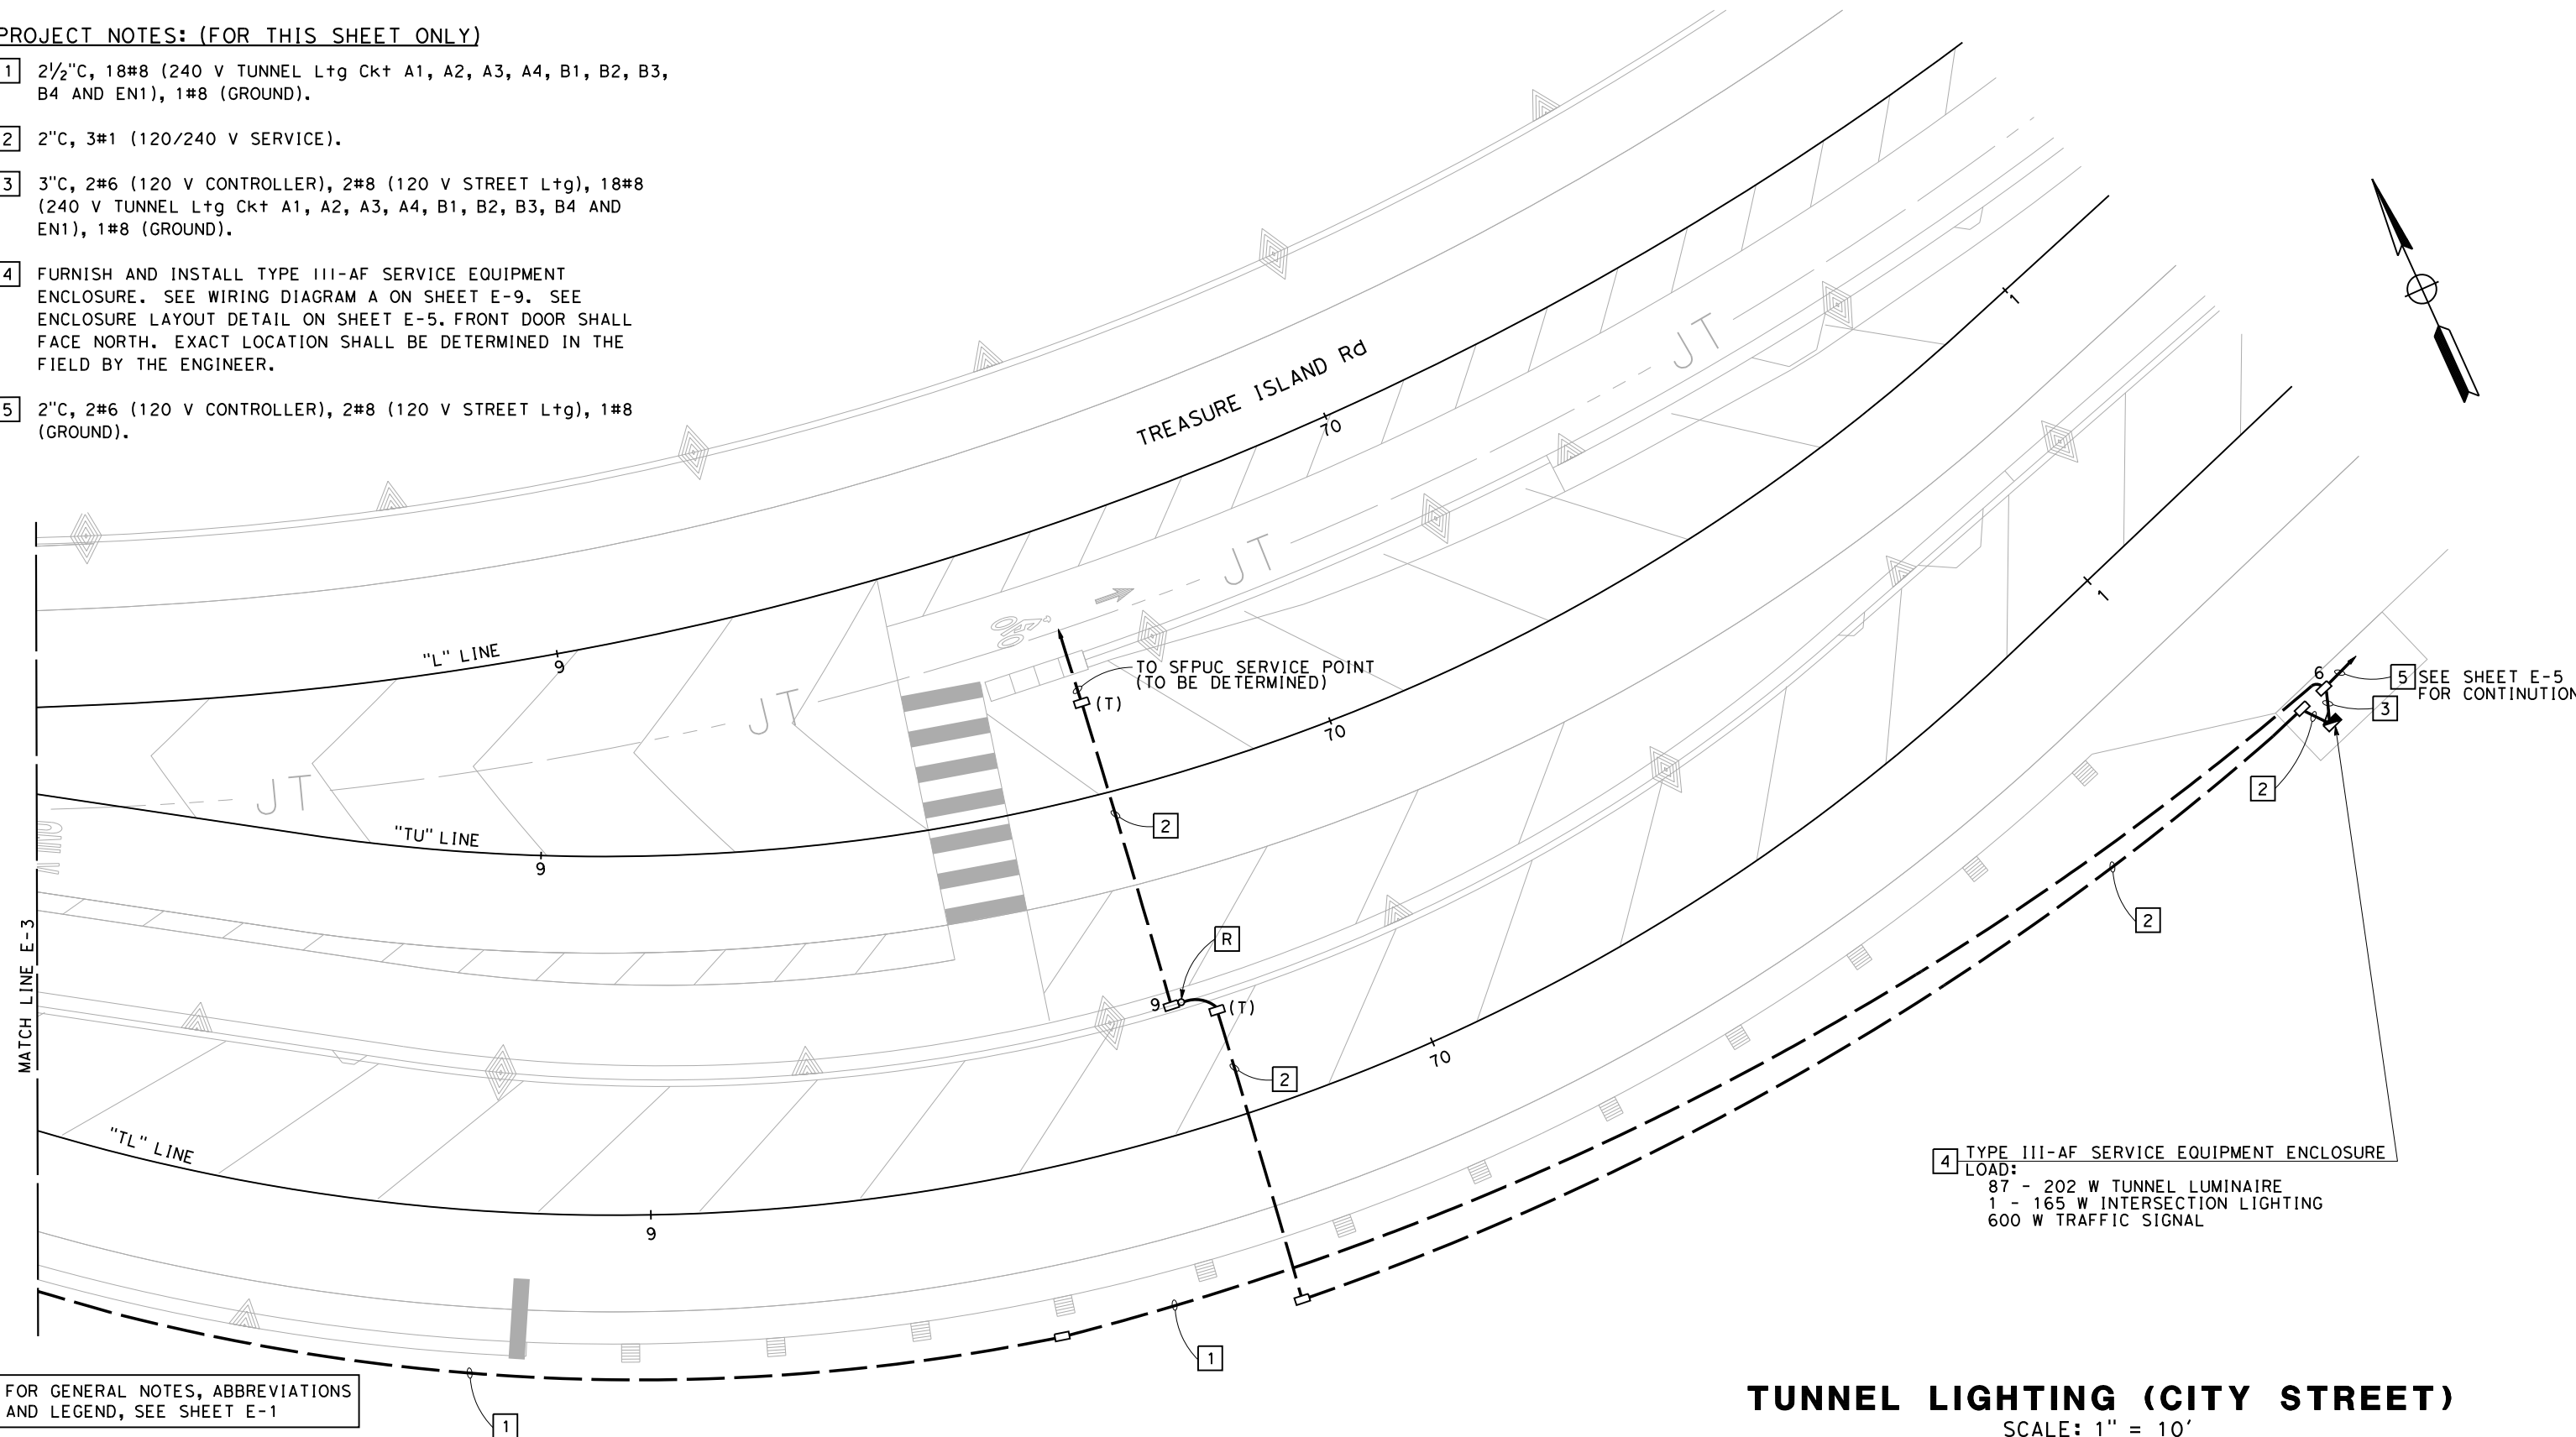 PROJECT NOTES: (FOR THIS SHEET ONLY)
1 2½"C, 18#8 (240 V TUNNEL Ltg Ckt A1, A2, A3, A4, B1, B2, B3,
B4 AND EN1), 1#8 (GROUND).
2 2"C, 3#1 (120/240 V SERVICE).
3 3"C, 2#6 (120 V CONTROLLER), 2#8 (120 V STREET Ltg), 18#8
(240 V TUNNEL Ltg Ckt A1, A2, A3, A4, B1, B2, B3, B4 AND
EN1), 1#8 (GROUND).
4 FURNISH AND INSTALL TYPE III-AF SERVICE EQUIPMENT
ENCLOSURE. SEE WIRING DIAGRAM A ON SHEET E-9. SEE
ENCLOSURE LAYOUT DETAIL ON SHEET E-5. FRONT DOOR SHALL
FACE NORTH. EXACT LOCATION SHALL BE DETERMINED IN THE
FIELD BY THE ENGINEER.
5 2"C, 2#6 (120 V CONTROLLER), 2#8 (120 V STREET Ltg), 1#8
(GROUND).
TREASURE ISLAND Rd
70
1
JT
JT
JT
JT
"L" LINE
9
TO SFPUC SERVICE POINT
(TO BE DETERMINED)
(T)
70
1
"TU" LINE
9
2
6
5 SEE SHEET E-5
FOR CONTINUTION
3
2
2
R
9
(T)
2
70
MATCH LINE E-3
"TL" LINE
9
4 TYPE III-AF SERVICE EQUIPMENT ENCLOSURE
LOAD:
87 - 202 W TUNNEL LUMINAIRE
1 - 165 W INTERSECTION LIGHTING
600 W TRAFFIC SIGNAL
1
1
FOR GENERAL NOTES, ABBREVIATIONS
AND LEGEND, SEE SHEET E-1
TUNNEL LIGHTING (CITY STREET)
SCALE: 1" = 10'